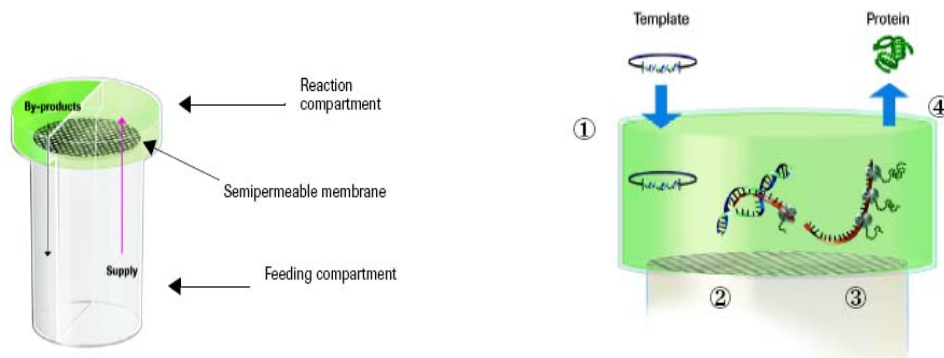 By-products
Reaction
compartment
Semipermeable membrane
Supply
Feeding compartment
Template
Protein
①
④
②
③